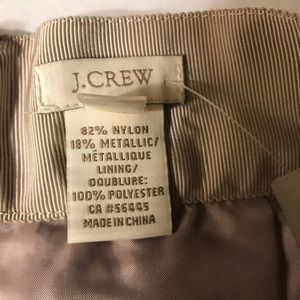 J.CREW
82% NYLON
18% METALLIC/
MÉTALLIQUE
LINING/
DOUBLURE:
100% POLYESTER
CA #56445
MADE IN CHINA